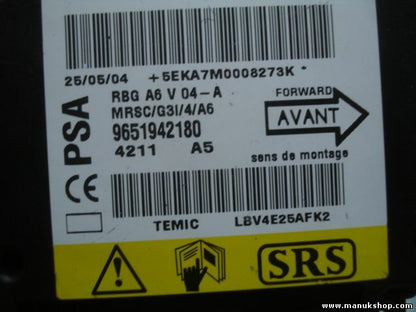 25/05/04 +5EKA7M0008273K *
PSA
RBG A6 V 04-A
MRSC/G3I/4/A6
9651942180
4211 A5
FORWARD
AVANT
sens de montage
CE
TEMIC LBV4E25AFK2
SRS
www.manukshop.com